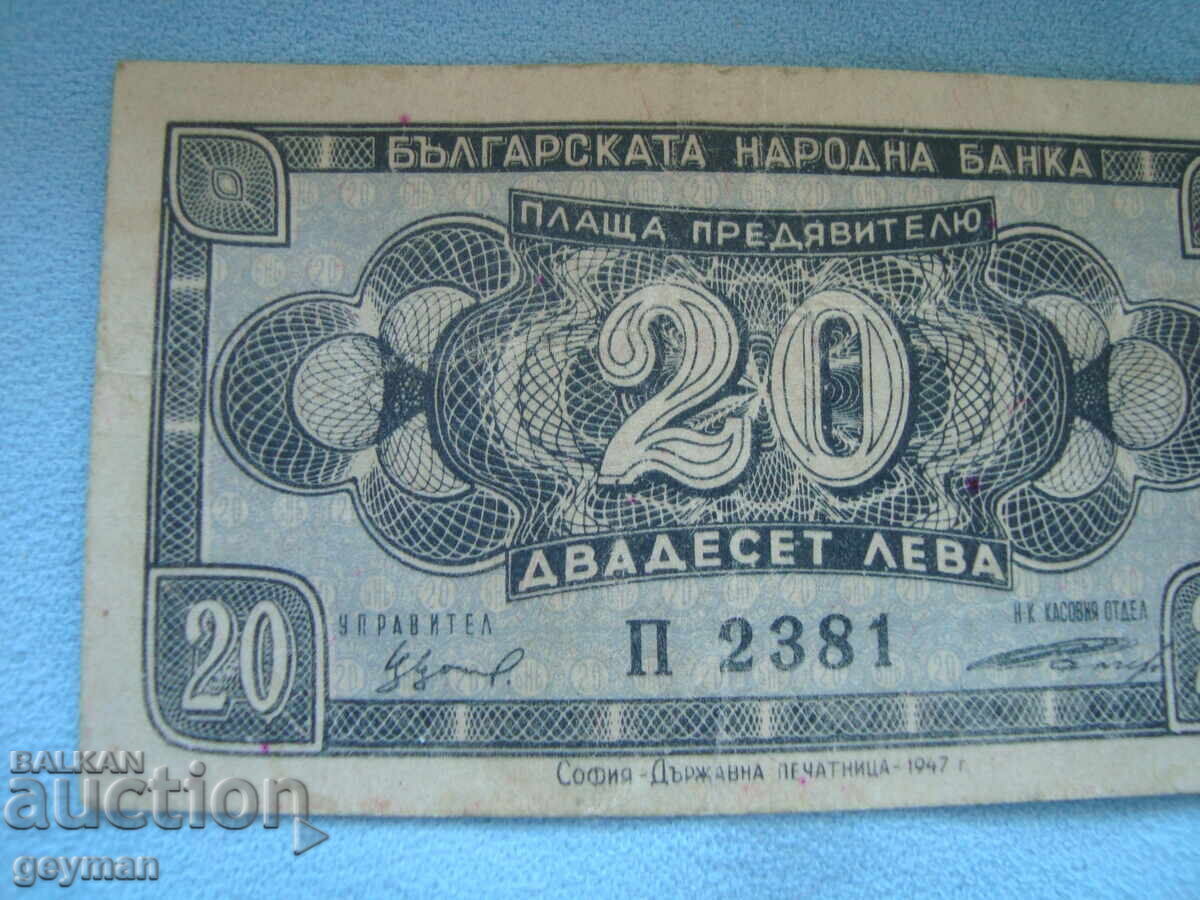 БЪЛГАРСКАТА НАРОДНА БАНКА
ПЛАЩА ПРЕДЯВИТЕЛЮ
20
ДВАДЕСЕТ ЛЕВА
20
УПРАВИТЕЛ
П 2381
Н-К КАСОВИЯ ОТДЕЛ
СОФИЯ - ДЪРЖАВНА ПЕЧАТНИЦА - 1947 г.
BALKAN
auction
geyman